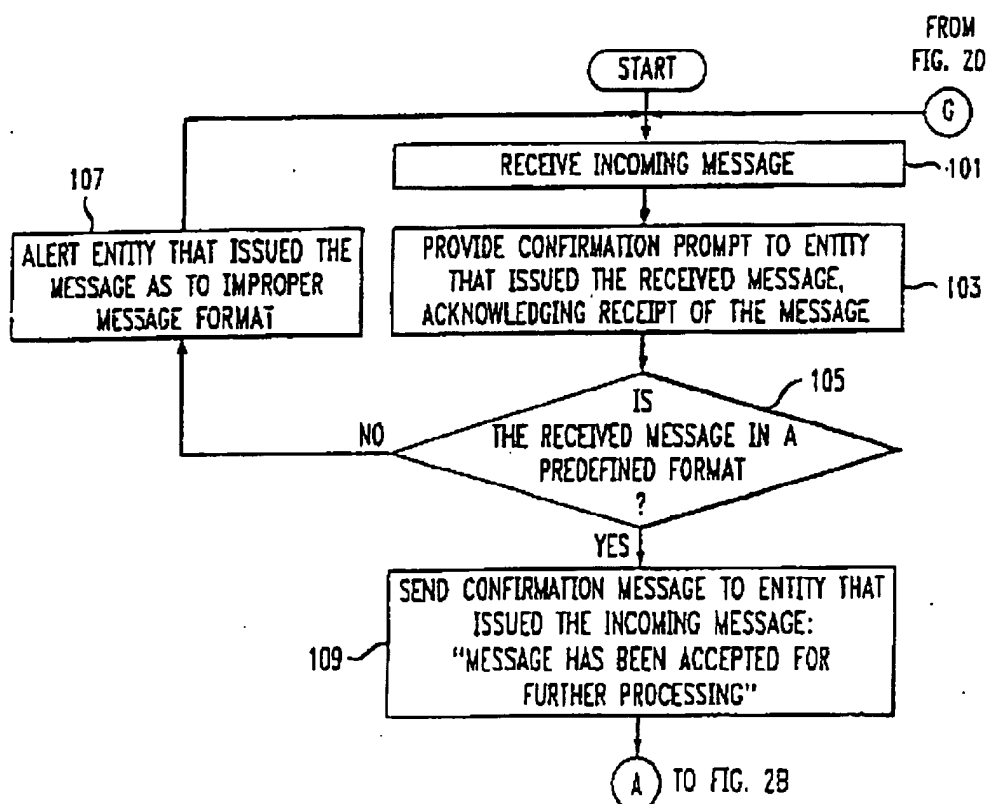 FROM
FIG. 2D
START
G
RECEIVE INCOMING MESSAGE
101
107
ALERT ENTITY THAT ISSUED THE
MESSAGE AS TO IMPROPER
MESSAGE FORMAT
PROVIDE CONFIRMATION PROMPT TO ENTITY
THAT ISSUED THE RECEIVED MESSAGE,
ACKNOWLEDGING RECEIPT OF THE MESSAGE
103
105
IS
THE RECEIVED MESSAGE IN A
PREDEFINED FORMAT
?
NO
YES
SEND CONFIRMATION MESSAGE TO ENTITY THAT
ISSUED THE INCOMING MESSAGE:
"MESSAGE HAS BEEN ACCEPTED FOR
FURTHER PROCESSING"
109
A TO FIG. 2B